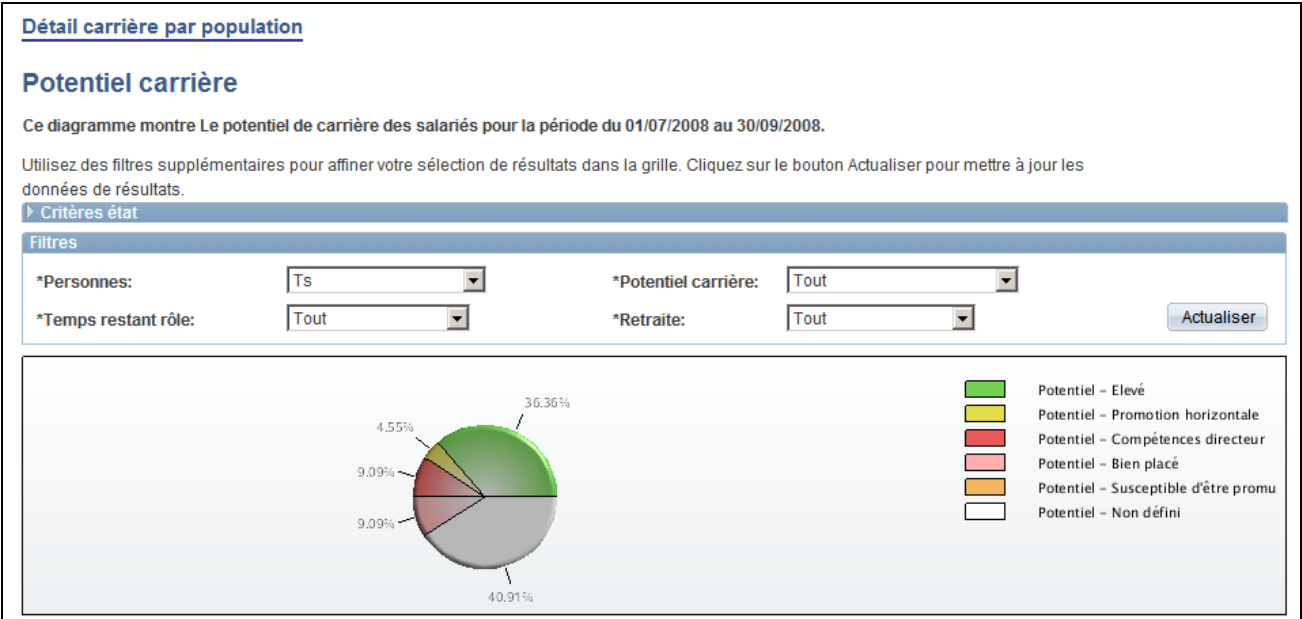 Détail carrière par population
Potentiel carrière
Ce diagramme montre Le potentiel de carrière des salariés pour la période du 01/07/2008 au 30/09/2008.
Utilisez des filtres supplémentaires pour affiner votre sélection de résultats dans la grille. Cliquez sur le bouton Actualiser pour mettre à jour les
données de résultats.
Critères état
Filtres
*Personnes: Ts *Potentiel carrière: Tout
*Temps restant rôle: Tout *Retraite: Tout Actualiser
36.36%
4.55%
9.09%
9.09%
40.91%
Potentiel – Elevé
Potentiel – Promotion horizontale
Potentiel – Compétences directeur
Potentiel – Bien placé
Potentiel – Susceptible d'être promu
Potentiel – Non défini